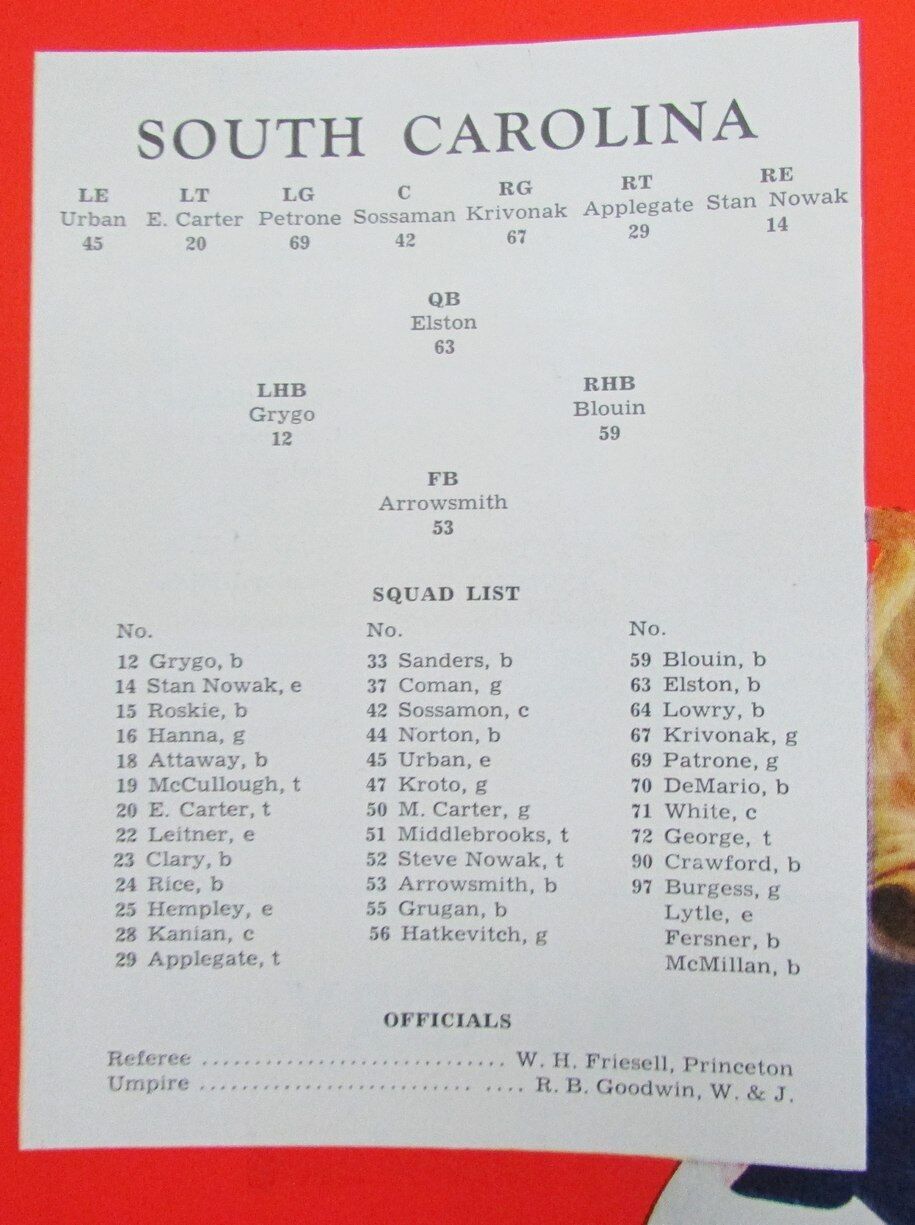 SOUTH CAROLINA
LE LT LG C RG RT RE
Urban E. Carter Petrone Sossaman Krivonak Applegate Stan Nowak
45 20 69 42 67 29 14
QB
Elston
63
LHB RHB
Grygo Blouin
12 59
FB
Arrowsmith
53
SQUAD LIST
No.
12 Grygo, b
14 Stan Nowak, e
15 Roskie, b
16 Hanna, g
18 Attaway, b
19 McCullough, t
20 E. Carter, t
22 Leitner, e
23 Clary, b
24 Rice, b
25 Hempley, e
28 Kanian, c
29 Applegate, t
No.
33 Sanders, b
37 Coman, g
42 Sossamon, c
44 Norton, b
45 Urban, e
47 Kroto, g
50 M. Carter, g
51 Middlebrooks, t
52 Steve Nowak, t
53 Arrowsmith, b
55 Grugan, b
56 Hatkevitch, g
No.
59 Blouin, b
63 Elston, b
64 Lowry, b
67 Krivonak, g
69 Patrone, g
70 DeMario, b
71 White, c
72 George, t
90 Crawford, b
97 Burgess, g
Lytle, e
Fersner, b
McMillan, b
OFFICIALS
Referee ............................ W. H. Friesell, Princeton
Umpire .......................... .... R. B. Goodwin, W. & J.